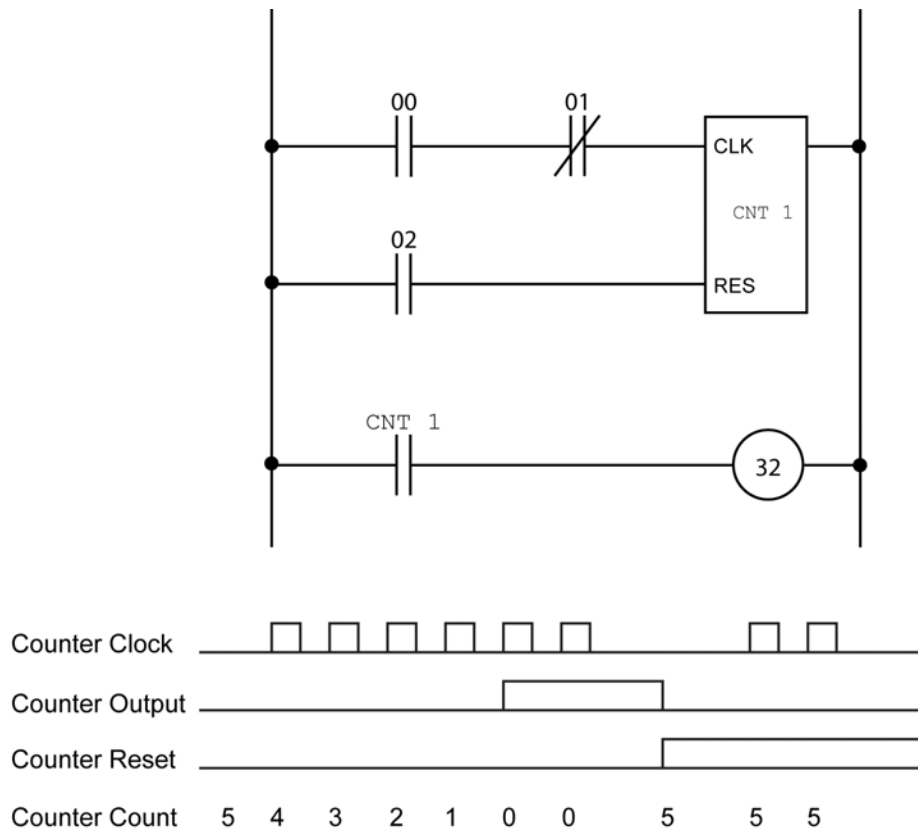 00 01
CLK
CNT 1
02
RES
CNT 1
32
Counter Clock
Counter Output
Counter Reset
Counter Count 5 4 3 2 1 0 0 5 5 5